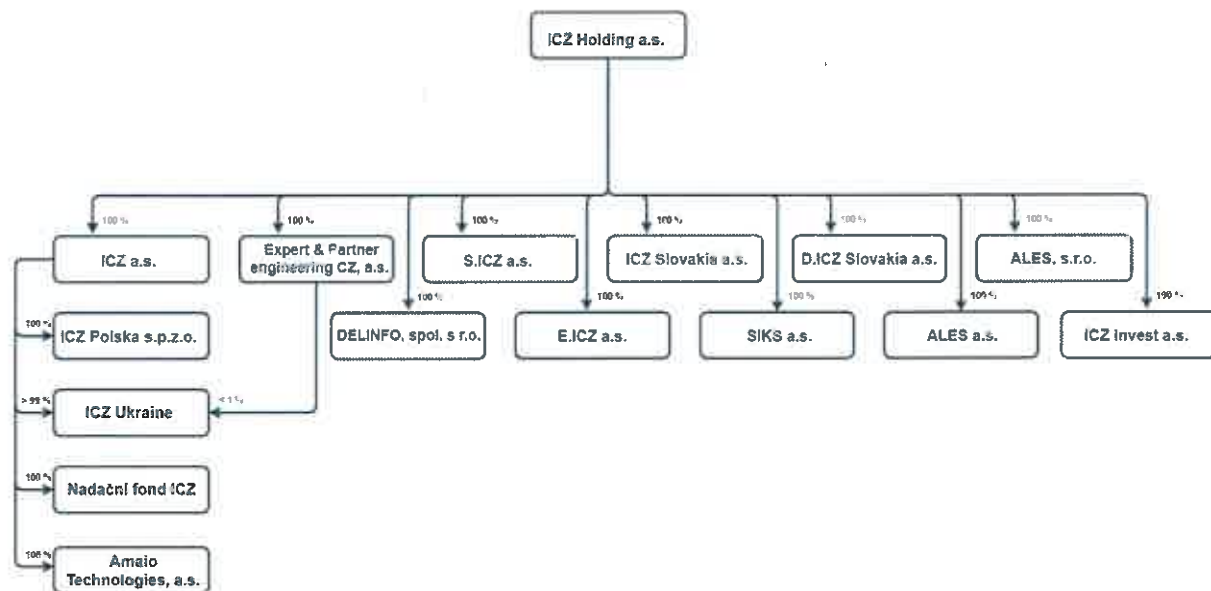 ICZ Holding a.s.
100 %
100 %
100 %
100 %
100 %
100 %
ICZ a.s.
Expert & Partner
engineering CZ, a.s.
S.ICZ a.s.
ICZ Slovakia a.s.
D.ICZ Slovakia a.s.
ALES, s.r.o.
100 %
100 %
100 %
100 %
100 %
100 %
ICZ Polska s.p.z.o.
DELINFO, spol. s r.o.
E.ICZ a.s.
SIKS a.s.
ALES a.s.
ICZ Invest a.s.
> 99 %
ICZ Ukraine
< 1 %
100 %
Nadační fond ICZ
100 %
Amaio
Technologies, a.s.